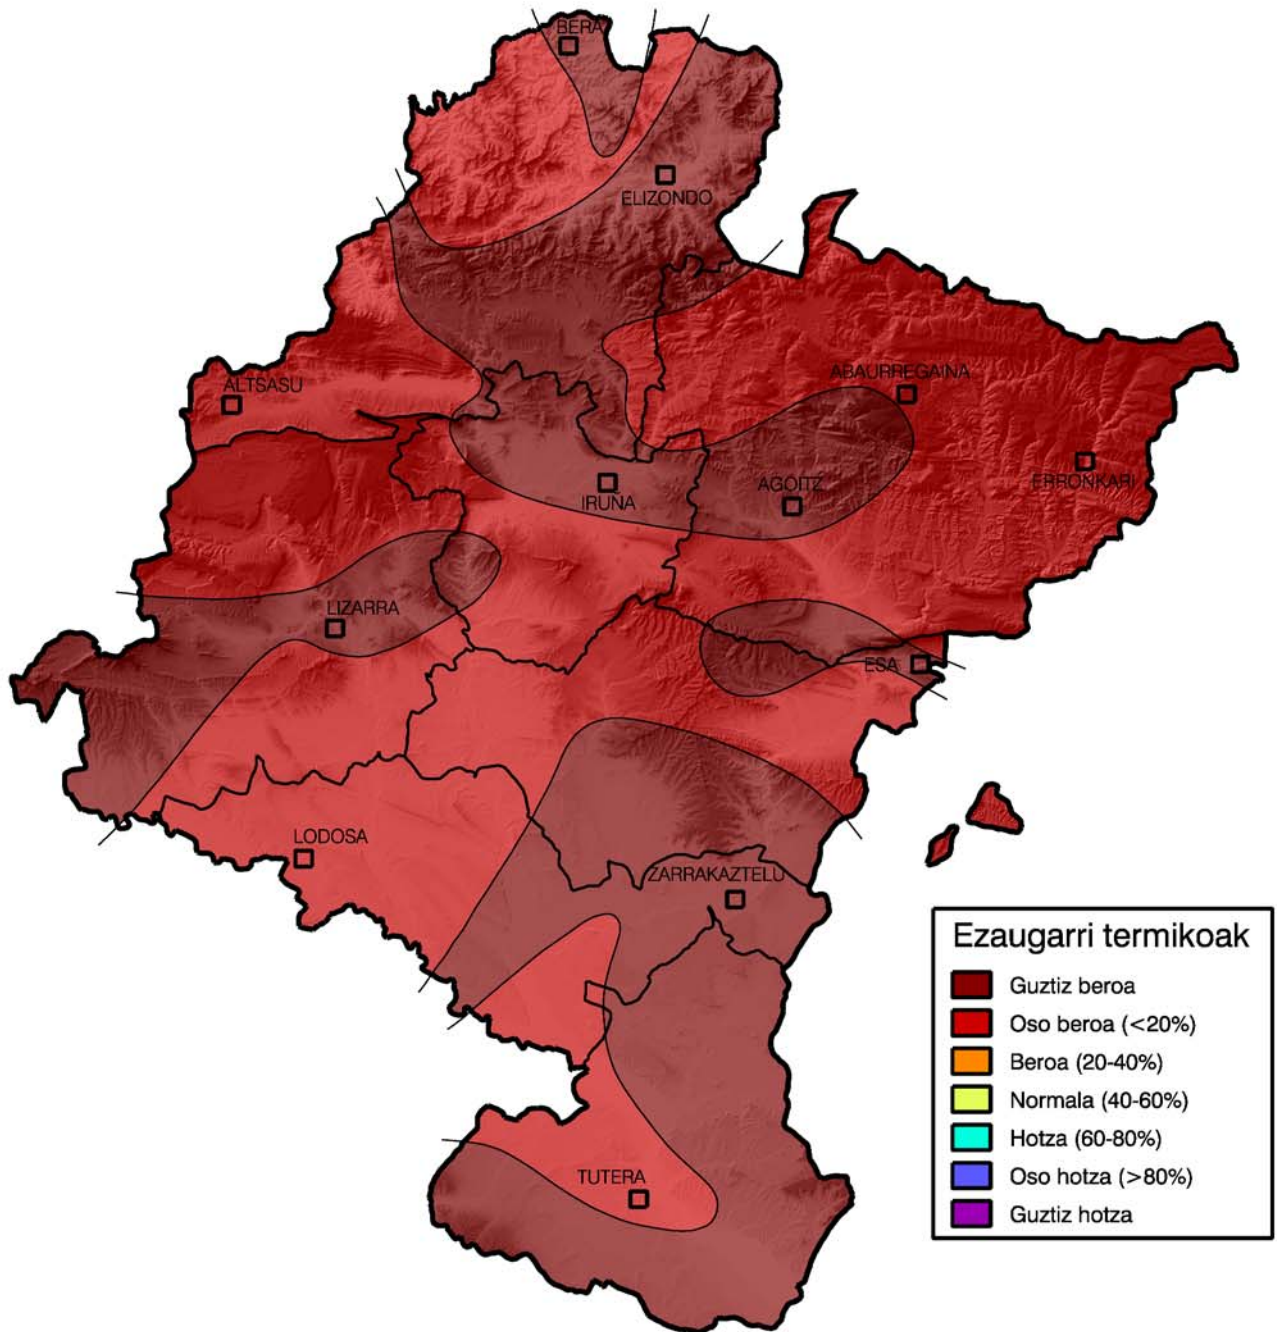 BERA
ELIZONDO
ALTSASU
ABAURREGAINA
ERRONKARI
IRUNA
AGOITZ
LIZARRA
ESA
LODOSA
ZARRAKAZTELU
TUTERA
Ezaugarri termikoak
Guztiz beroa
Oso beroa (<20%)
Beroa (20-40%)
Normala (40-60%)
Hotza (60-80%)
Oso hotza (>80%)
Guztiz hotza